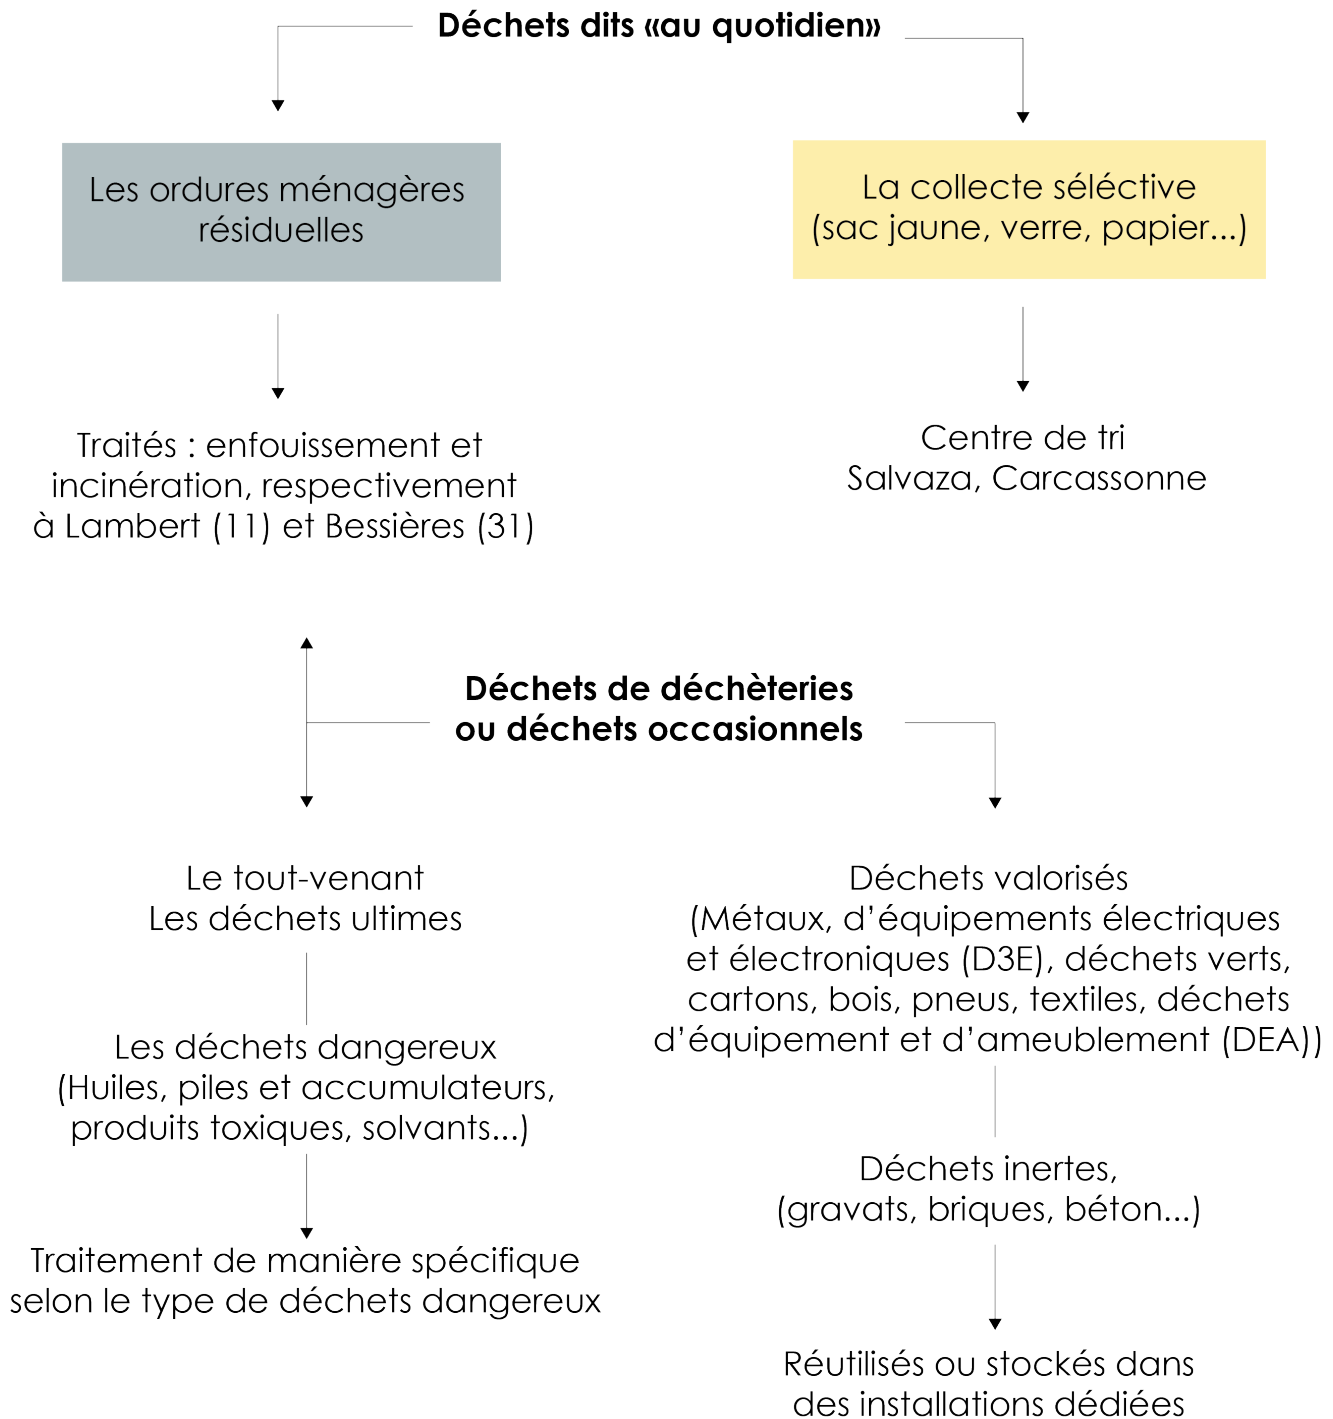 Déchets dits «au quotidien»
Les ordures ménagères
résiduelles
La collecte séléctive
(sac jaune, verre, papier...)
Traités : enfouissement et
incinération, respectivement
à Lambert (11) et Bessières (31)
Centre de tri
Salvaza, Carcassonne
Déchets de déchèteries
ou déchets occasionnels
Le tout-venant
Les déchets ultimes
Les déchets dangereux
(Huiles, piles et accumulateurs,
produits toxiques, solvants...)
Traitement de manière spécifique
selon le type de déchets dangereux
Déchets valorisés
(Métaux, d’équipements électriques
et électroniques (D3E), déchets verts,
cartons, bois, pneus, textiles, déchets
d’équipement et d’ameublement (DEA))
Déchets inertes,
(gravats, briques, béton...)
Réutilisés ou stockés dans
des installations dédiées